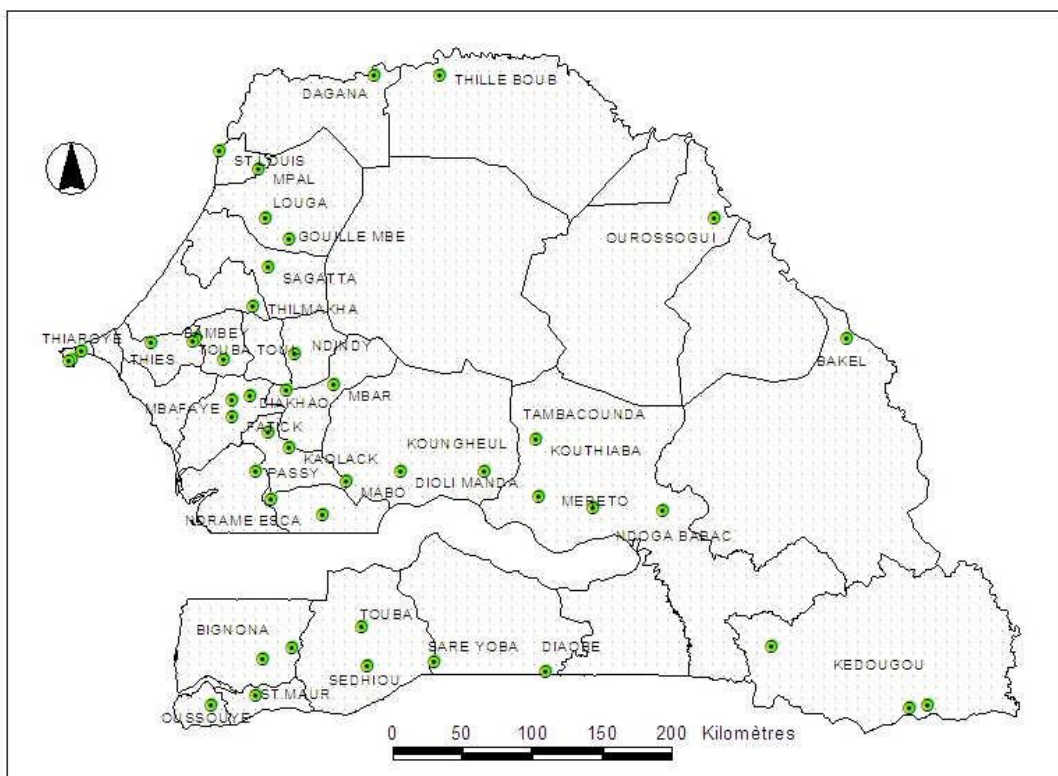 DAGANA
THILLE BOUB
ST.LOUIS
MPAL
LOUGA
GOUILLE MBE
OUROSSOGUI
SAGATTA
THILMAKHA
THIAROYE
BAMBEY
THIES
TOUBA TOUL
NDINDY
BAKEL
MBAFAYE
DIAKHAO
MBAR
FATICK
TAMBACOUNDA
KOUNGHEUL
KOUTHIABA
KAOLACK
PASSY
MABO
DIOLI MANDA
NDRAME ESCA
MERETO
NDOGA BABAC
TOUBA
BIGNONA
SARE YOBA
DIAOBE
SEDHIOU
KEDOUGOU
ST.MAUR
OUSSOUYE
0 50 100 150 200 Kilomètres